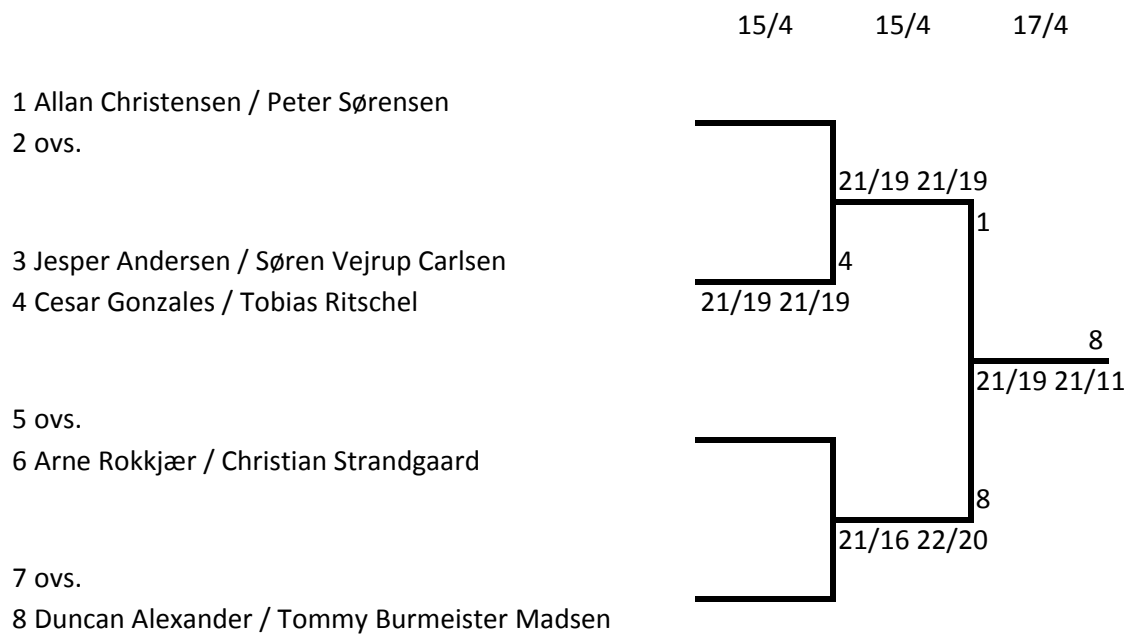 15/4 15/4 17/4
1 Allan Christensen / Peter Sørensen
2 ovs.
21/19 21/19
1
3 Jesper Andersen / Søren Vejrup Carlsen
4
4 Cesar Gonzales / Tobias Ritschel
21/19 21/19
8
21/19 21/11
5 ovs.
6 Arne Rokkjær / Christian Strandgaard
8
21/16 22/20
7 ovs.
8 Duncan Alexander / Tommy Burmeister Madsen